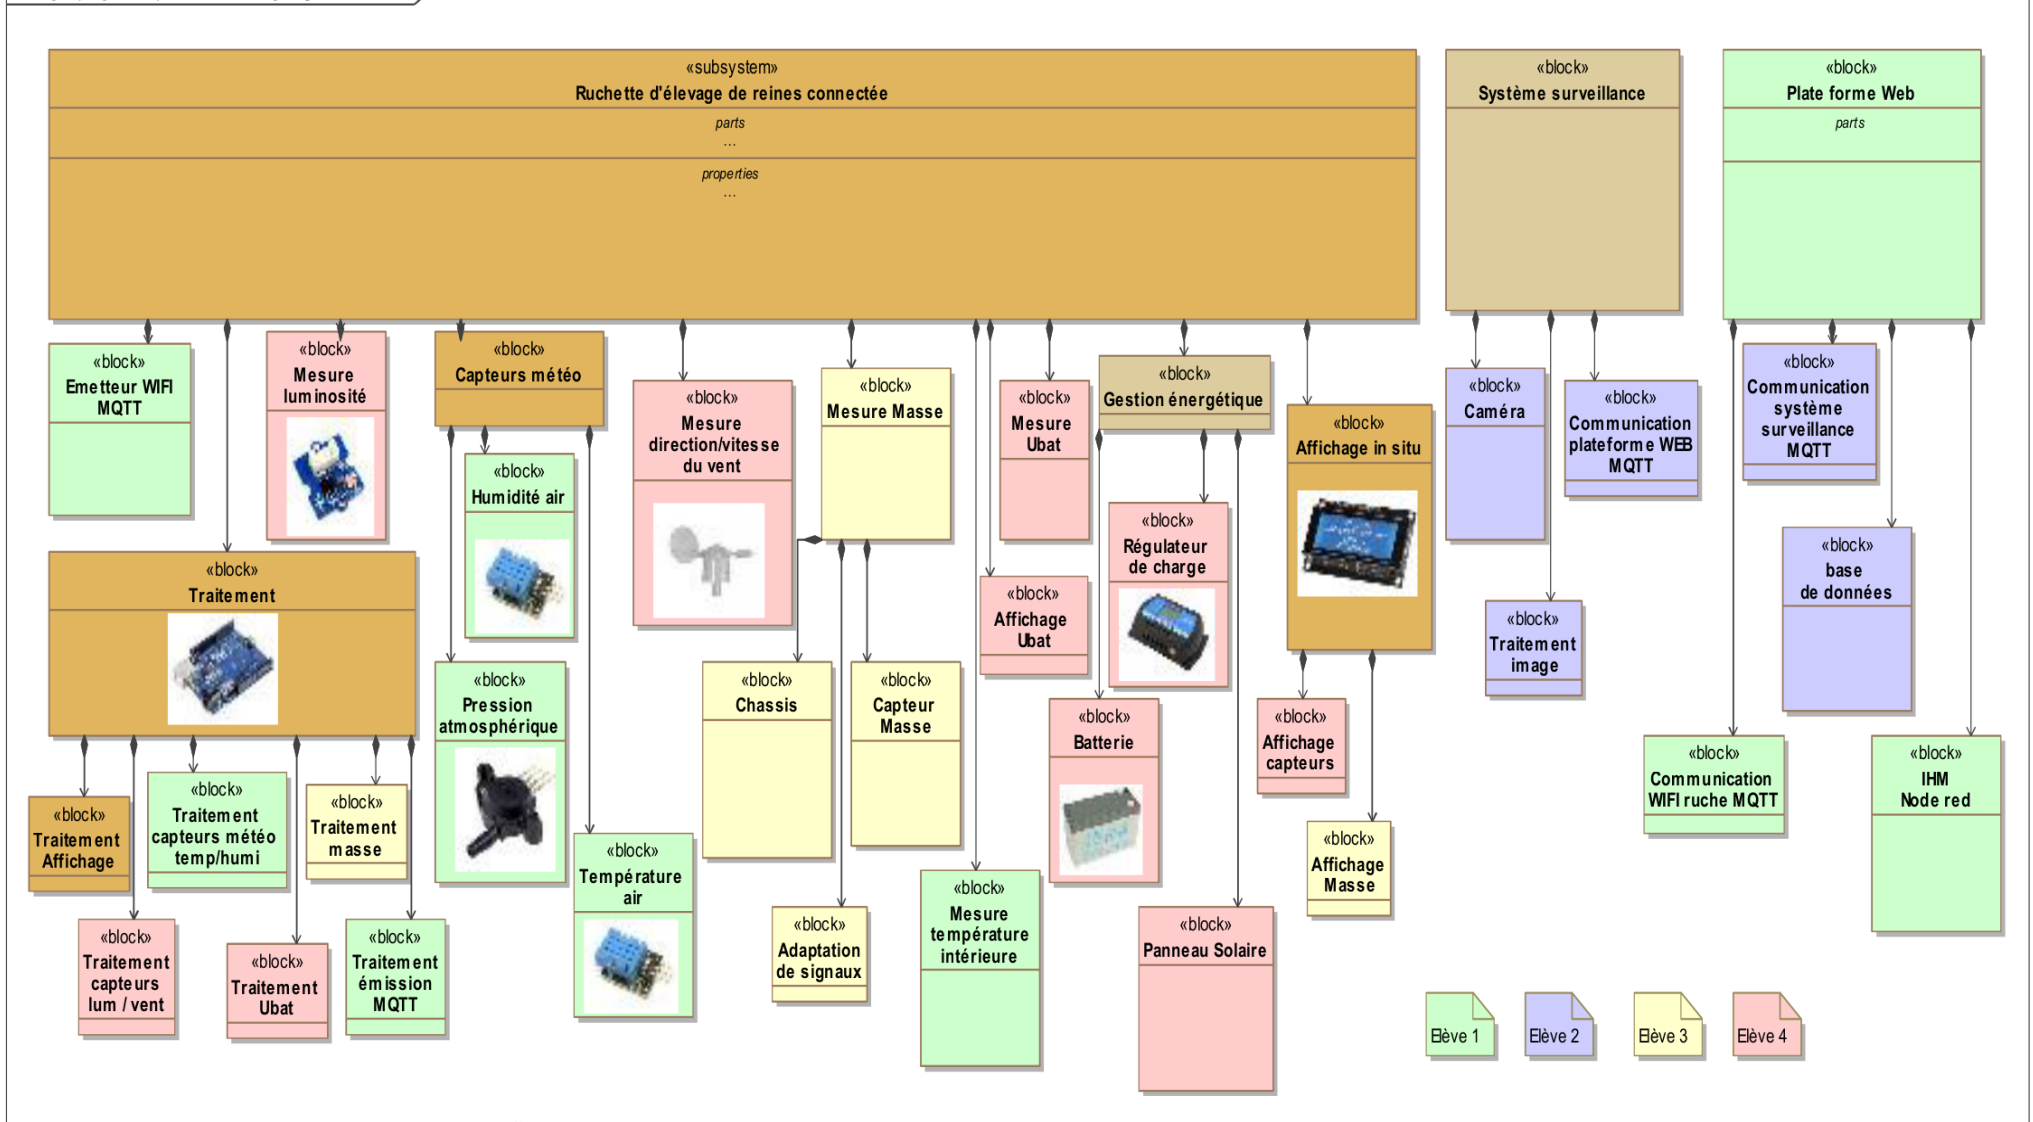 «subsystem»
Ruchette d'élevage de reines connectée
parts
...
properties
...
«block»
Système surveillance
«block»
Plate forme Web
parts
«block»
Emetteur WIFI
MQTT
«block»
Mesure
luminosité
«block»
Capteurs météo
«block»
Mesure
direction/vitesse
du vent
«block»
Mesure Masse
«block»
Mesure
Ubat
«block»
Gestion énergétique
«block»
Affichage in situ
«block»
Caméra
«block»
Communication
plateforme WEB
MQTT
«block»
Communication
système
surveillance
MQTT
«block»
Humidité air
«block»
Régulateur
de charge
«block»
base
de données
«block»
Traitement
«block»
Affichage
Ubat
«block»
Traitement
image
«block»
Pression
atmosphérique
«block»
Chassis
«block»
Capteur
Masse
«block»
Batterie
«block»
Affichage
capteurs
«block»
Communication
WIFI ruche MQTT
«block»
IHM
Node red
«block»
Traitement
Affichage
«block»
Traitement
capteurs météo
temp/humi
«block»
Traitement
masse
«block»
Température
air
«block»
Affichage
Masse
«block»
Traitement
capteurs
lum / vent
«block»
Traitement
Ubat
«block»
Traitement
émission
MQTT
«block»
Adaptation
de signaux
«block»
Mesure
température
intérieure
«block»
Panneau Solaire
Elève 1
Elève 2
Elève 3
Elève 4